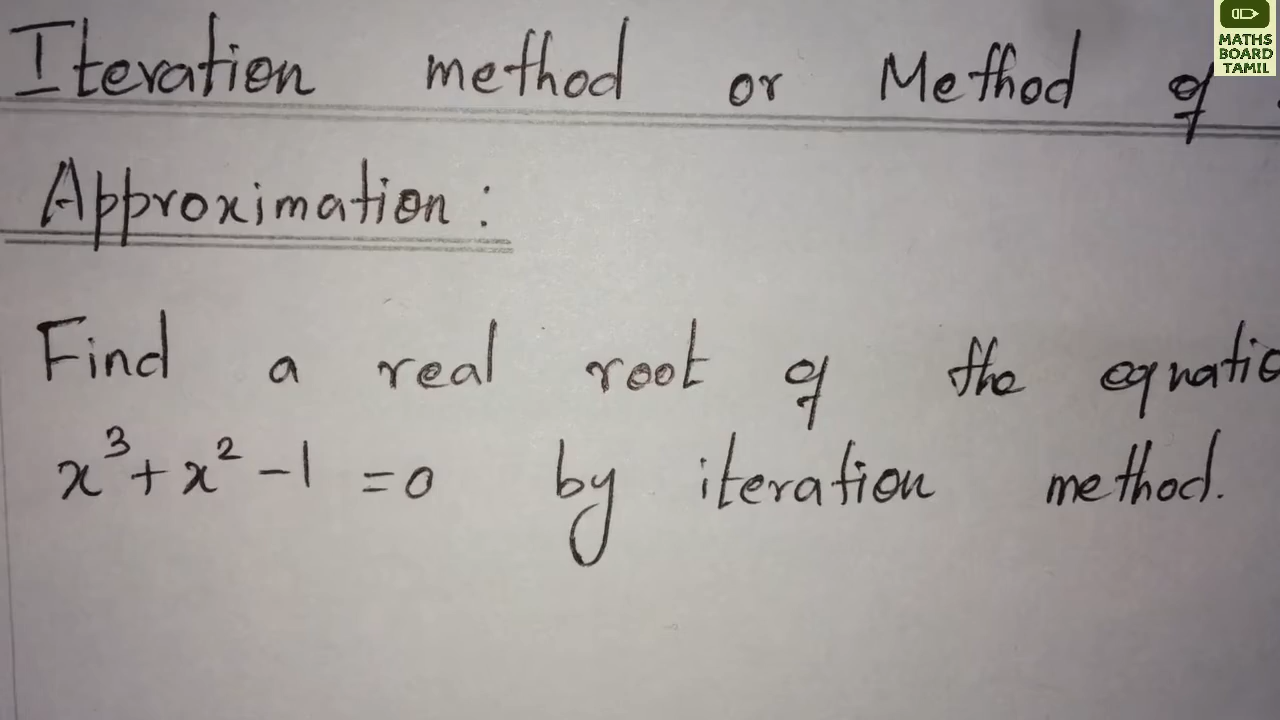 Iteration method or Method of
Approximation:
Find a real root of the equatio
x³+x²-1=0 by iteration method.
MATHS
BOARD
TAMIL